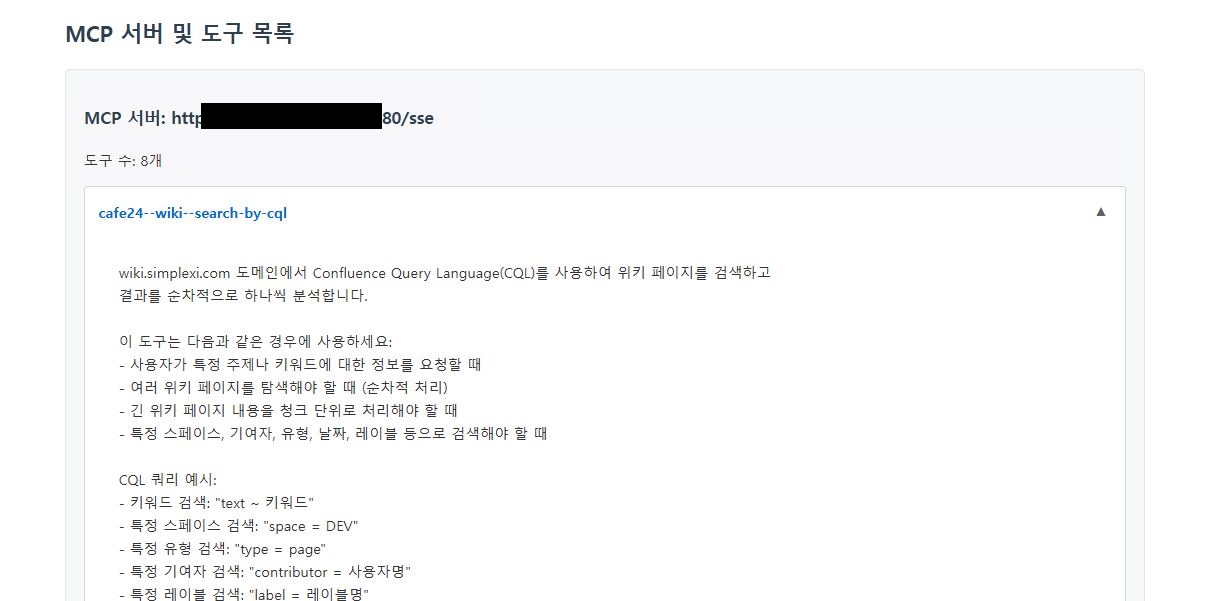 MCP 서버 및 도구 목록
MCP 서버: http 80/sse
도구 수: 8개
cafe24--wiki--search-by-cql ▲
wiki.simplexi.com 도메인에서 Confluence Query Language(CQL)를 사용하여 위키 페이지를 검색하고
결과를 순차적으로 하나씩 분석합니다.
이 도구는 다음과 같은 경우에 사용하세요:
- 사용자가 특정 주제나 키워드에 대한 정보를 요청할 때
- 여러 위키 페이지를 탐색해야 할 때 (순차적 처리)
- 긴 위키 페이지 내용을 청크 단위로 처리해야 할 때
- 특정 스페이스, 기여자, 유형, 날짜, 레이블 등으로 검색해야 할 때
CQL 쿼리 예시:
- 키워드 검색: "text ~ 키워드"
- 특정 스페이스 검색: "space = DEV"
- 특정 유형 검색: "type = page"
- 특정 기여자 검색: "contributor = 사용자명"
- 특정 레이블 검색: "label = 레이블명"